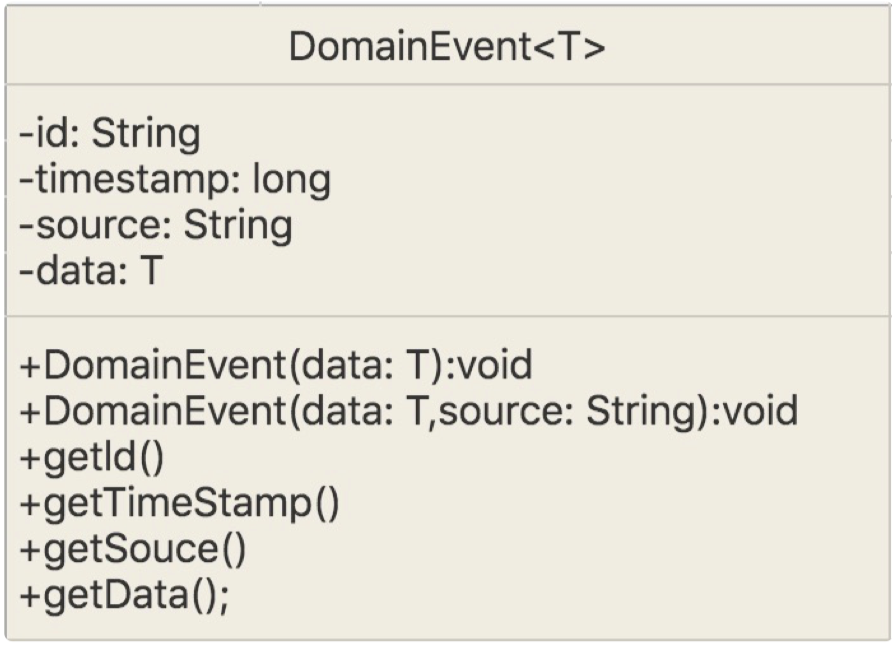 DomainEvent<T>
-id: String
-timestamp: long
-source: String
-data: T
+DomainEvent(data: T):void
+DomainEvent(data: T,source: String):void
+getId()
+getTimeStamp()
+getSouce()
+getData();